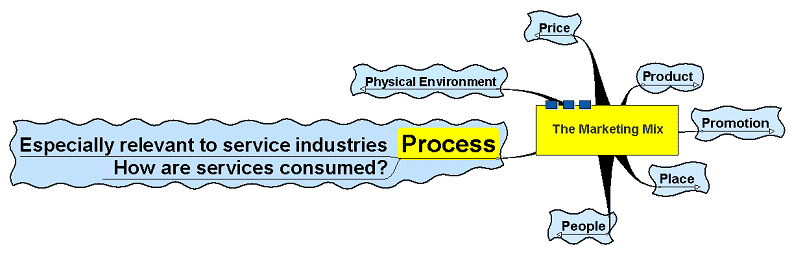 Price
Physical Environment
Product
The Marketing Mix
Promotion
Especially relevant to service industries
Process
How are services consumed?
Place
People